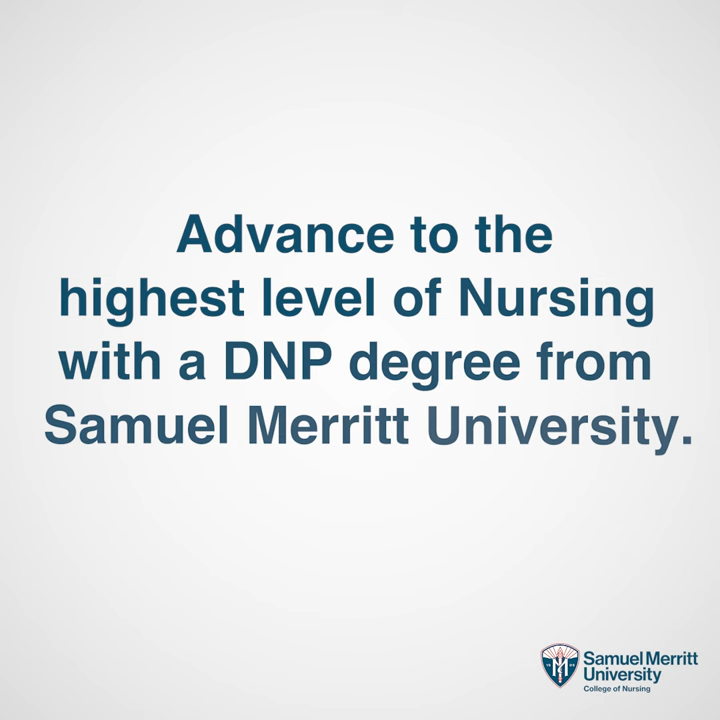 Advance to the
highest level of Nursing
with a DNP degree from
Samuel Merritt University.
Samuel Merritt
University
College of Nursing